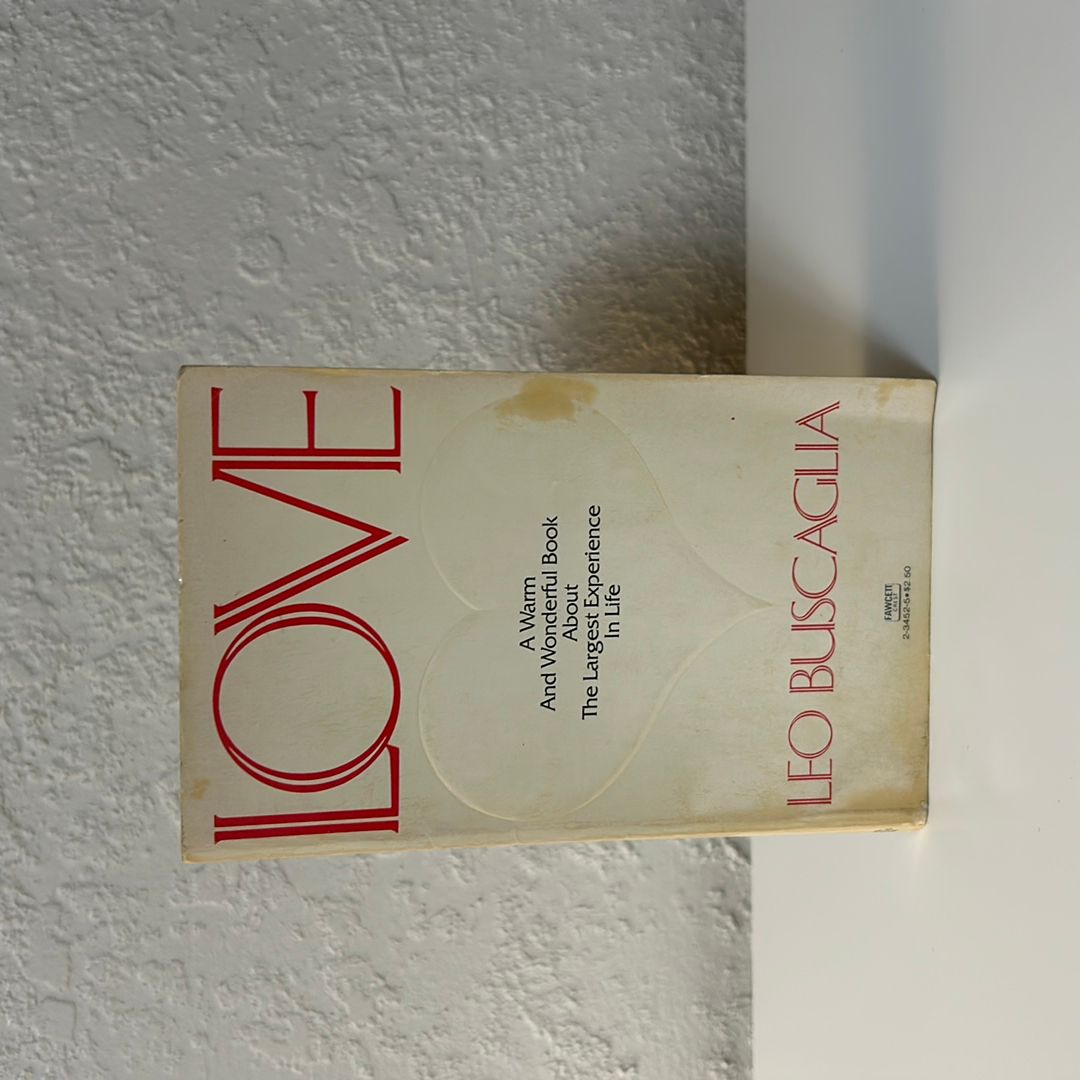 LOVE
A Warm
And Wonderful Book
About
The Largest Experience
In Life
LEO BUSCAGLIA
FAWCETT
CREST
2-3452-5•$2.50